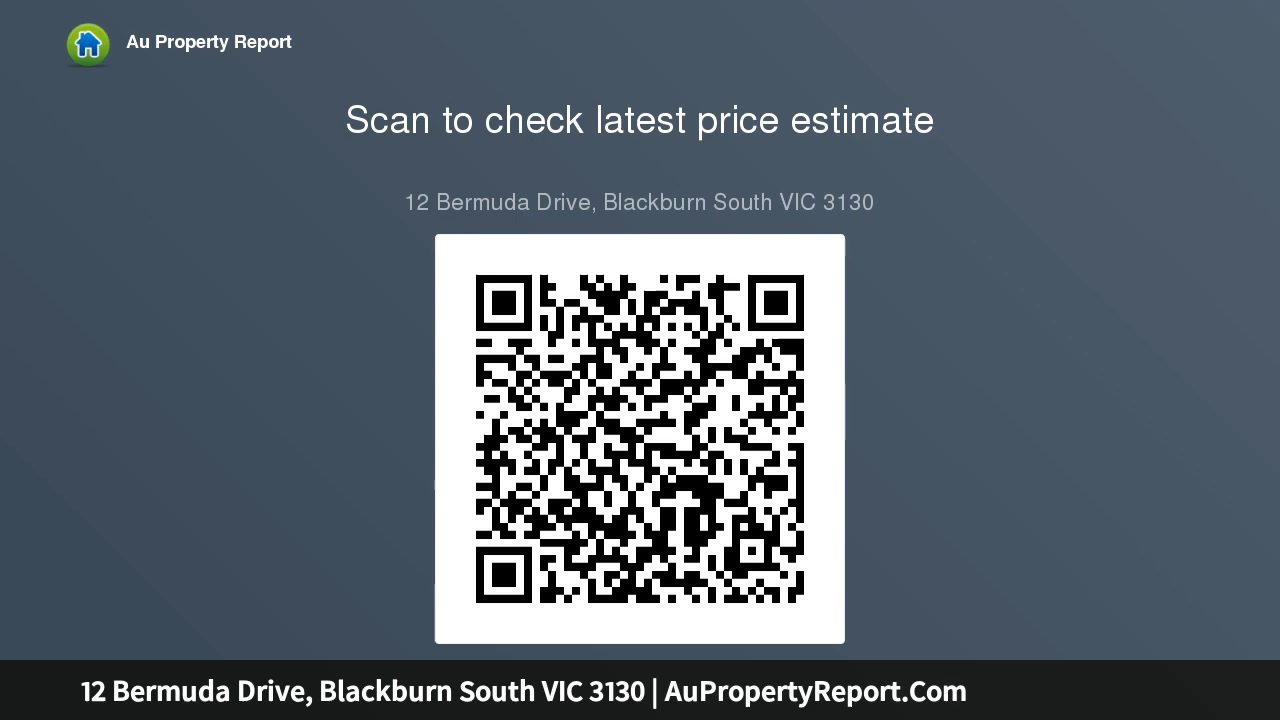 Au Property Report
Scan to check latest price estimate
12 Bermuda Drive, Blackburn South VIC 3130
12 Bermuda Drive, Blackburn South VIC 3130 | AuPropertyReport.Com